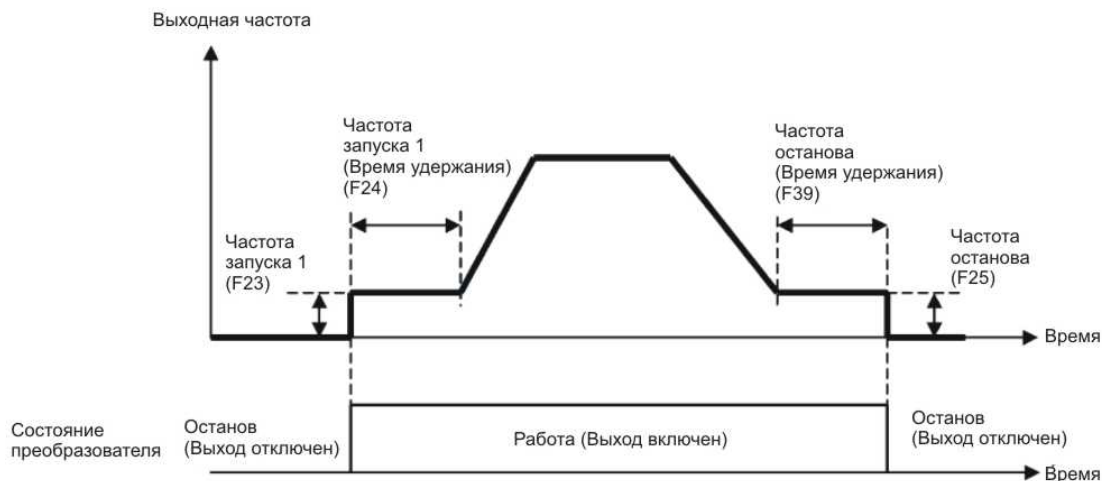 Выходная частота
Частота
запуска 1
(Время удержания)
(F24)
Частота
останова
(Время удержания)
(F39)
Частота
запуска 1
(F23)
Частота
останова
(F25)
Время
Состояние
преобразователя
Останов
(Выход отключен)
Работа (Выход включен)
Останов
(Выход отключен)
Время